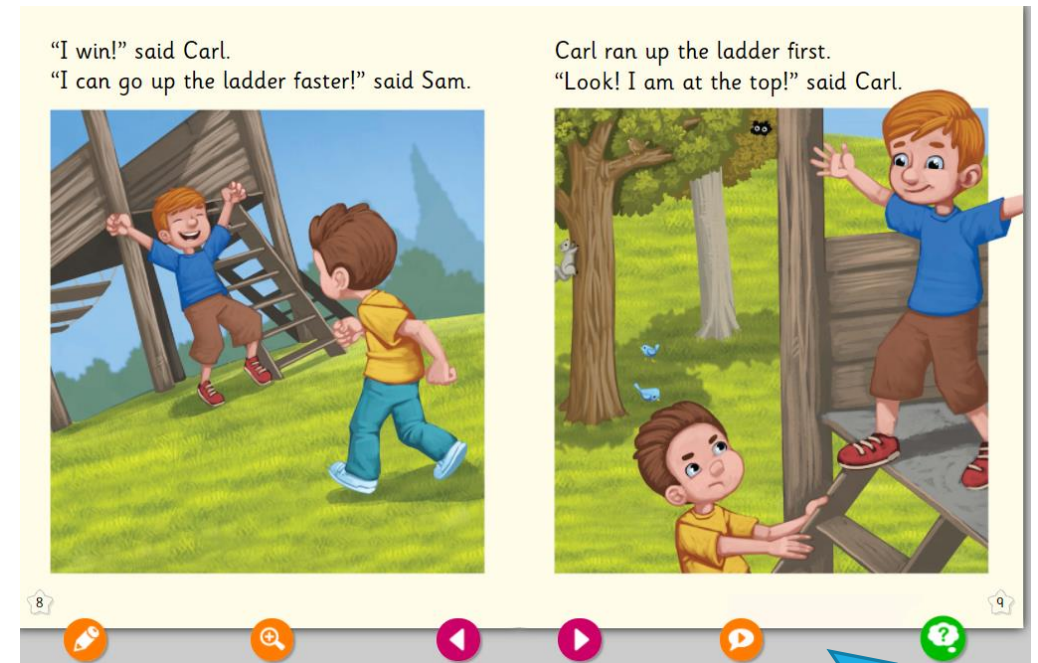 “I win!” said Carl.
“I can go up the ladder faster!” said Sam.
Carl ran up the ladder first.
“Look! I am at the top!” said Carl.
8
9
?